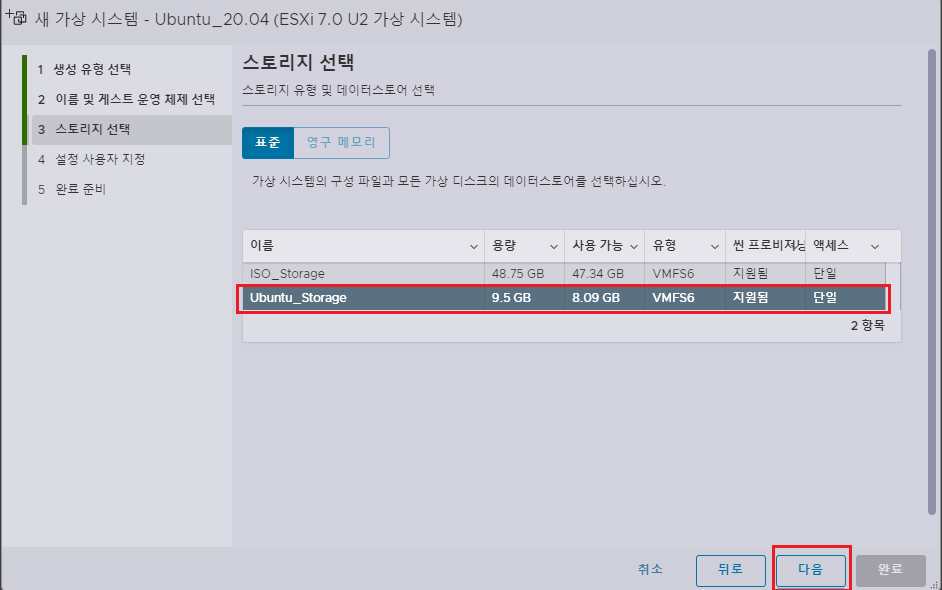 새 가상 시스템 - Ubuntu_20.04 (ESXi 7.0 U2 가상 시스템)
1 생성 유형 선택
2 이름 및 게스트 운영 체제 선택
3 스토리지 선택
4 설정 사용자 지정
5 완료 준비
스토리지 선택
스토리지 유형 및 데이터스토어 선택
표준 영구 메모리
가상 시스템의 구성 파일과 모든 가상 디스크의 데이터스토어를 선택하십시오.
이름 용량 사용 가능 유형 씬 프로비저닝 액세스
ISO_Storage 48.75 GB 47.34 GB VMFS6 지원됨 단일
Ubuntu_Storage 9.5 GB 8.09 GB VMFS6 지원됨 단일
2 항목
취소 뒤로 다음 완료